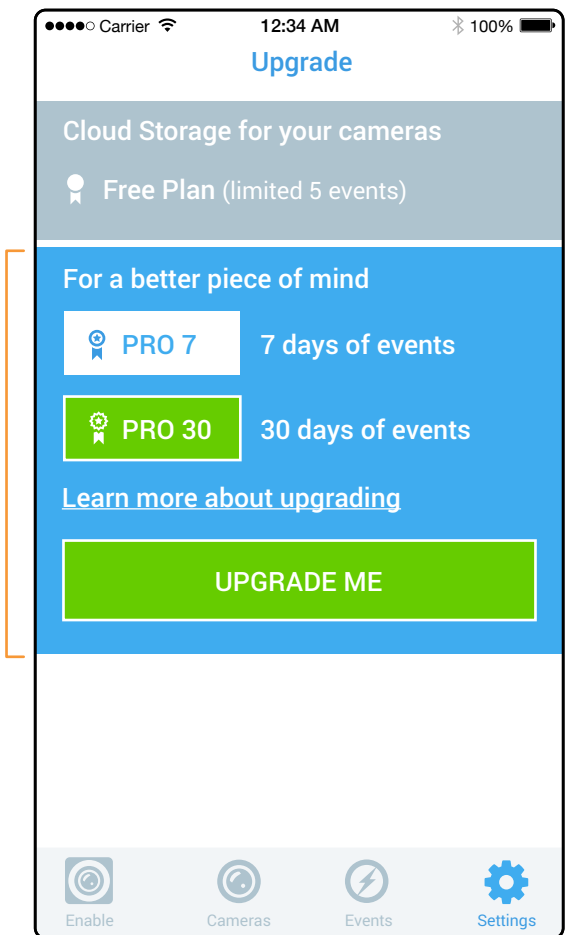 Carrier 12:34 AM 100%
Upgrade
Cloud Storage for your cameras
Free Plan (limited 5 events)
For a better piece of mind
PRO 7 7 days of events
PRO 30 30 days of events
Learn more about upgrading
UPGRADE ME
Enable Cameras Events Settings